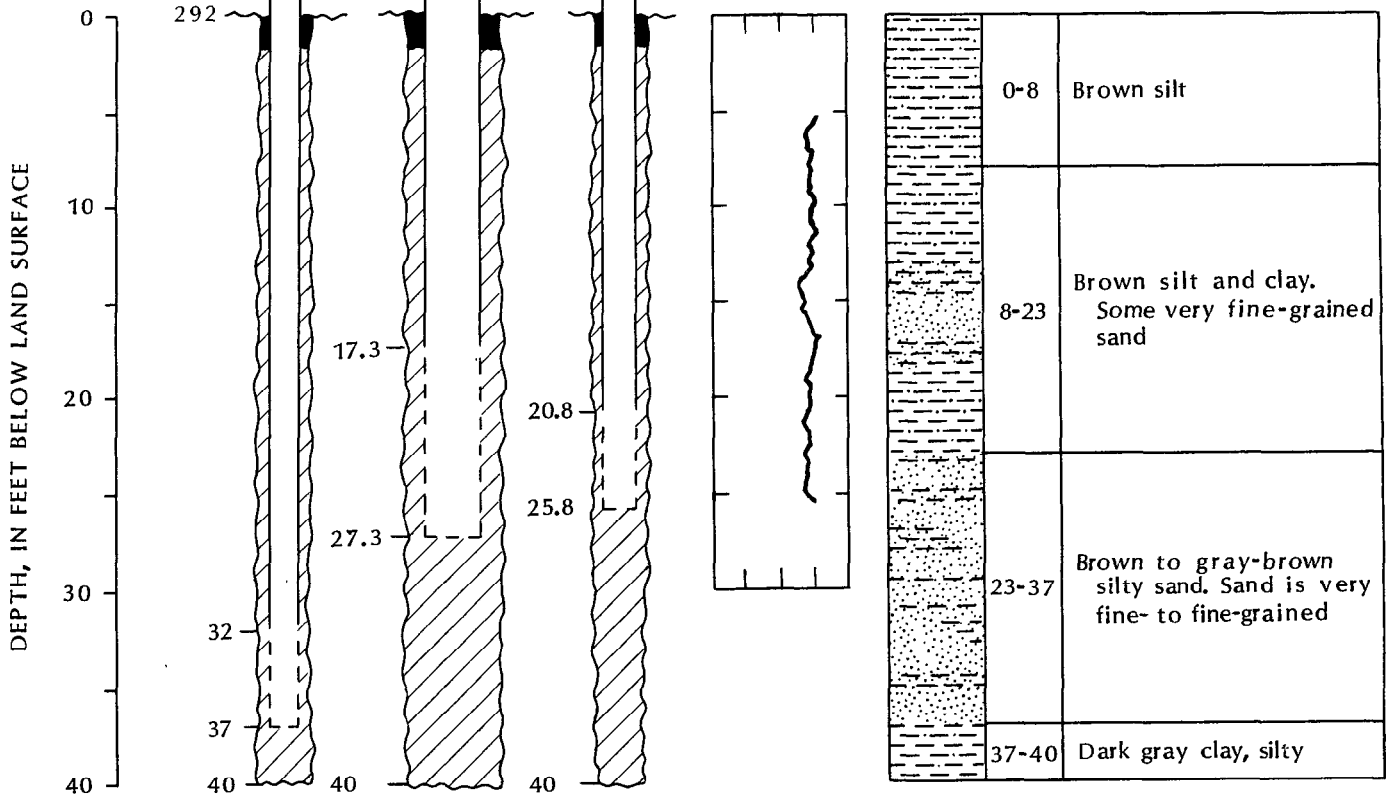 DEPTH, IN FEET BELOW LAND SURFACE
0
10
20
30
40
292
32
37
40
17.3
27.3
40
20.8
25.8
40
0-8 Brown silt
8-23 Brown silt and clay.
Some very fine-grained
sand
23-37 Brown to gray-brown
silty sand. Sand is very
fine- to fine-grained
37-40 Dark gray clay, silty